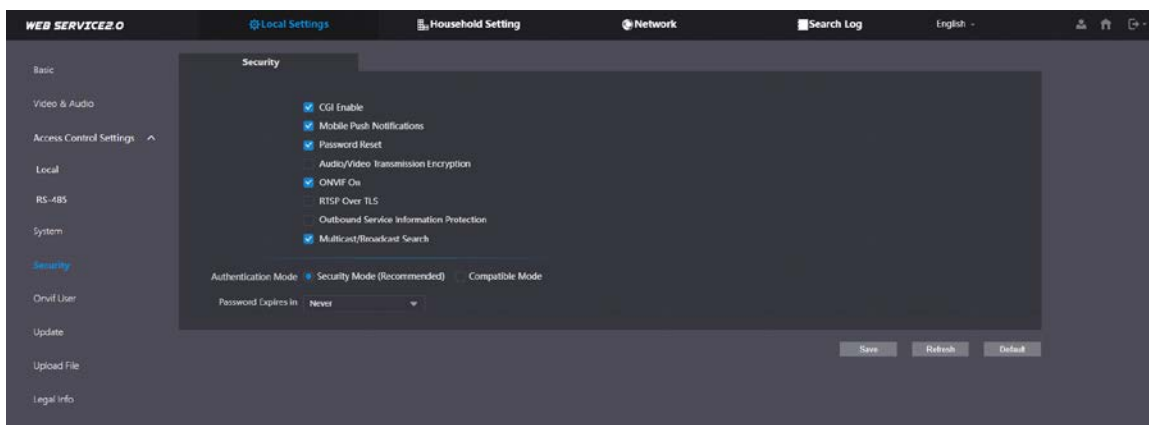 WEB SERVICE2.0
Local Settings
Household Setting
Network
Search Log
English
Basic
Video & Audio
Access Control Settings
Local
RS-485
System
Security
Onvif User
Update
Upload File
Legal Info
Security
CGI Enable
Mobile Push Notifications
Password Reset
Audio/Video Transmission Encryption
ONVIF On
RTSP Over TLS
Outbound Service Information Protection
Multicast/Broadcast Search
Authentication Mode Security Mode (Recommended) Compatible Mode
Password Expires in Never
Save Refresh Default